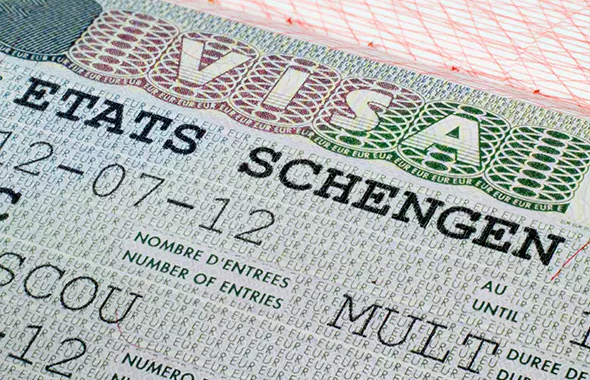 VISA
ETATS SCHENGEN
12-07-12
AU
UNTIL
C
NOMBRE D'ENTREES
NUMBER OF ENTRIES
MULT
SCOU
DUREE DE
-12
NUMERO